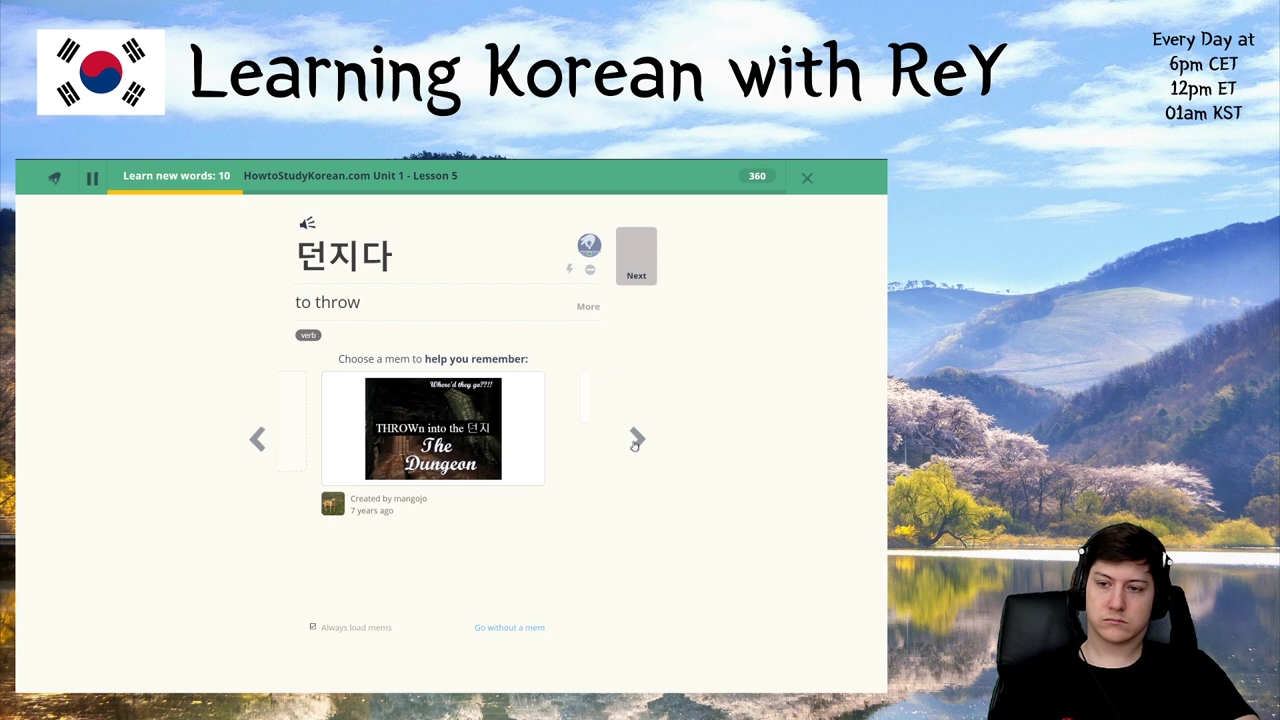 Learning Korean with ReY
Every Day at
6pm CET
12pm ET
01am KST
Learn new words: 10
HowtoStudyKorean.com Unit 1 - Lesson 5
360
던지다
Next
to throw
More
verb
Choose a mem to help you remember:
Where'd they go??!!
THROWn into the 던지
The
Dungeon
Created by mangojo
7 years ago
Always load mems
Go without a mem